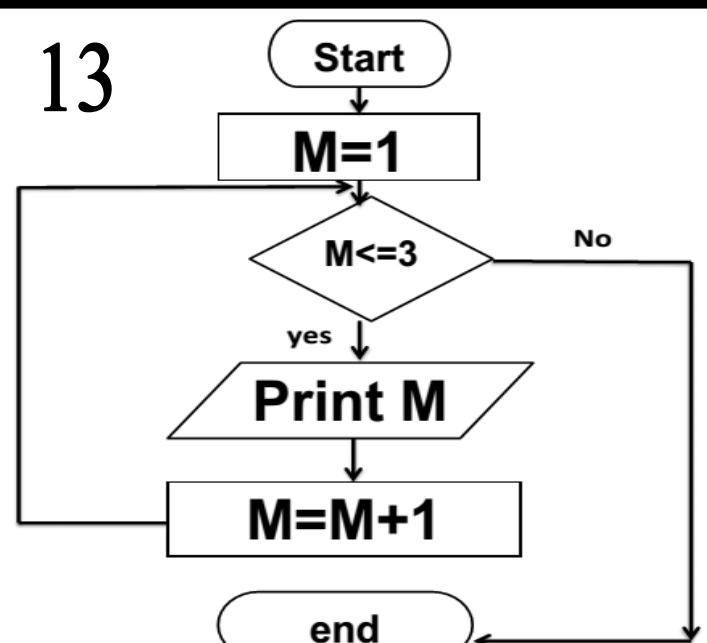 13
Start
M=1
M<=3
No
yes
Print M
M=M+1
end